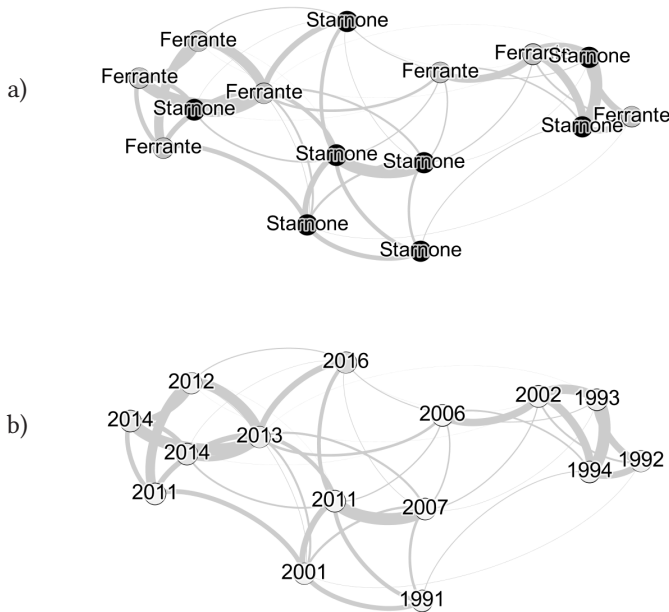 Starnone
Ferrante
Ferrante
Starnone
Ferrante
Ferrante
Ferrante
a)
Starnone
Ferrante
Starnone
Ferrante
Starnone
Starnone
Starnone
Starnone
b)
2016
2012
2002
1993
2014
2006
2013
2014
1992
1994
2011
2011
2007
2001
1991